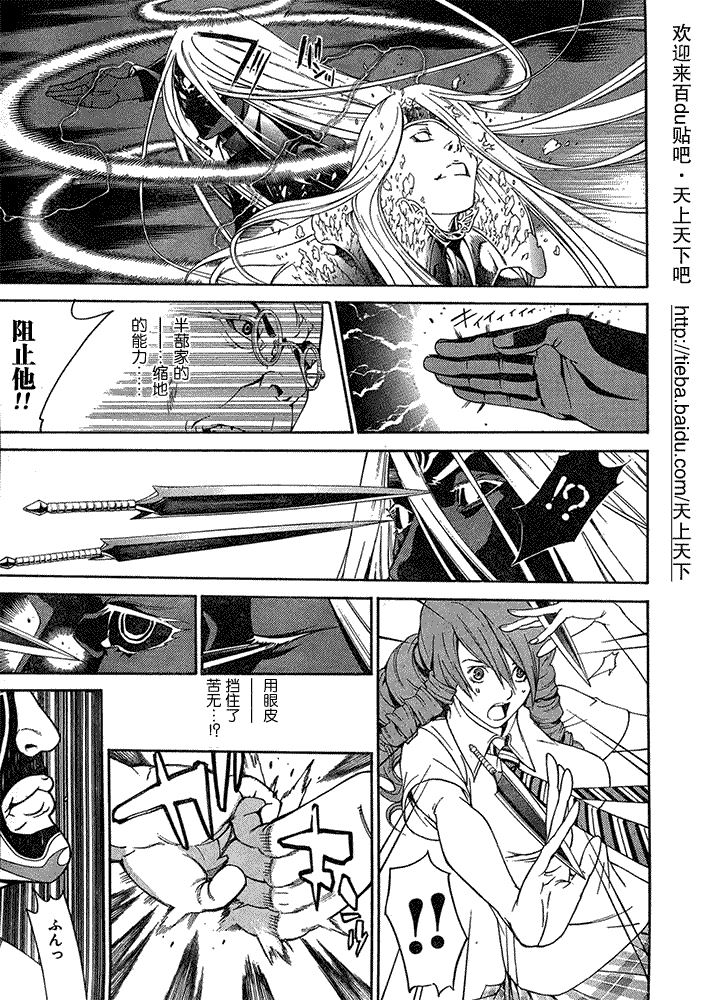 欢迎来百du贴吧·天上天下吧 http://tieba.baidu.com/天上天下
半蔀家的
──…缩地
的能力……
阻止他!!
!?
用眼皮
──
挡住了
苦无…!?
!!
ふんっ